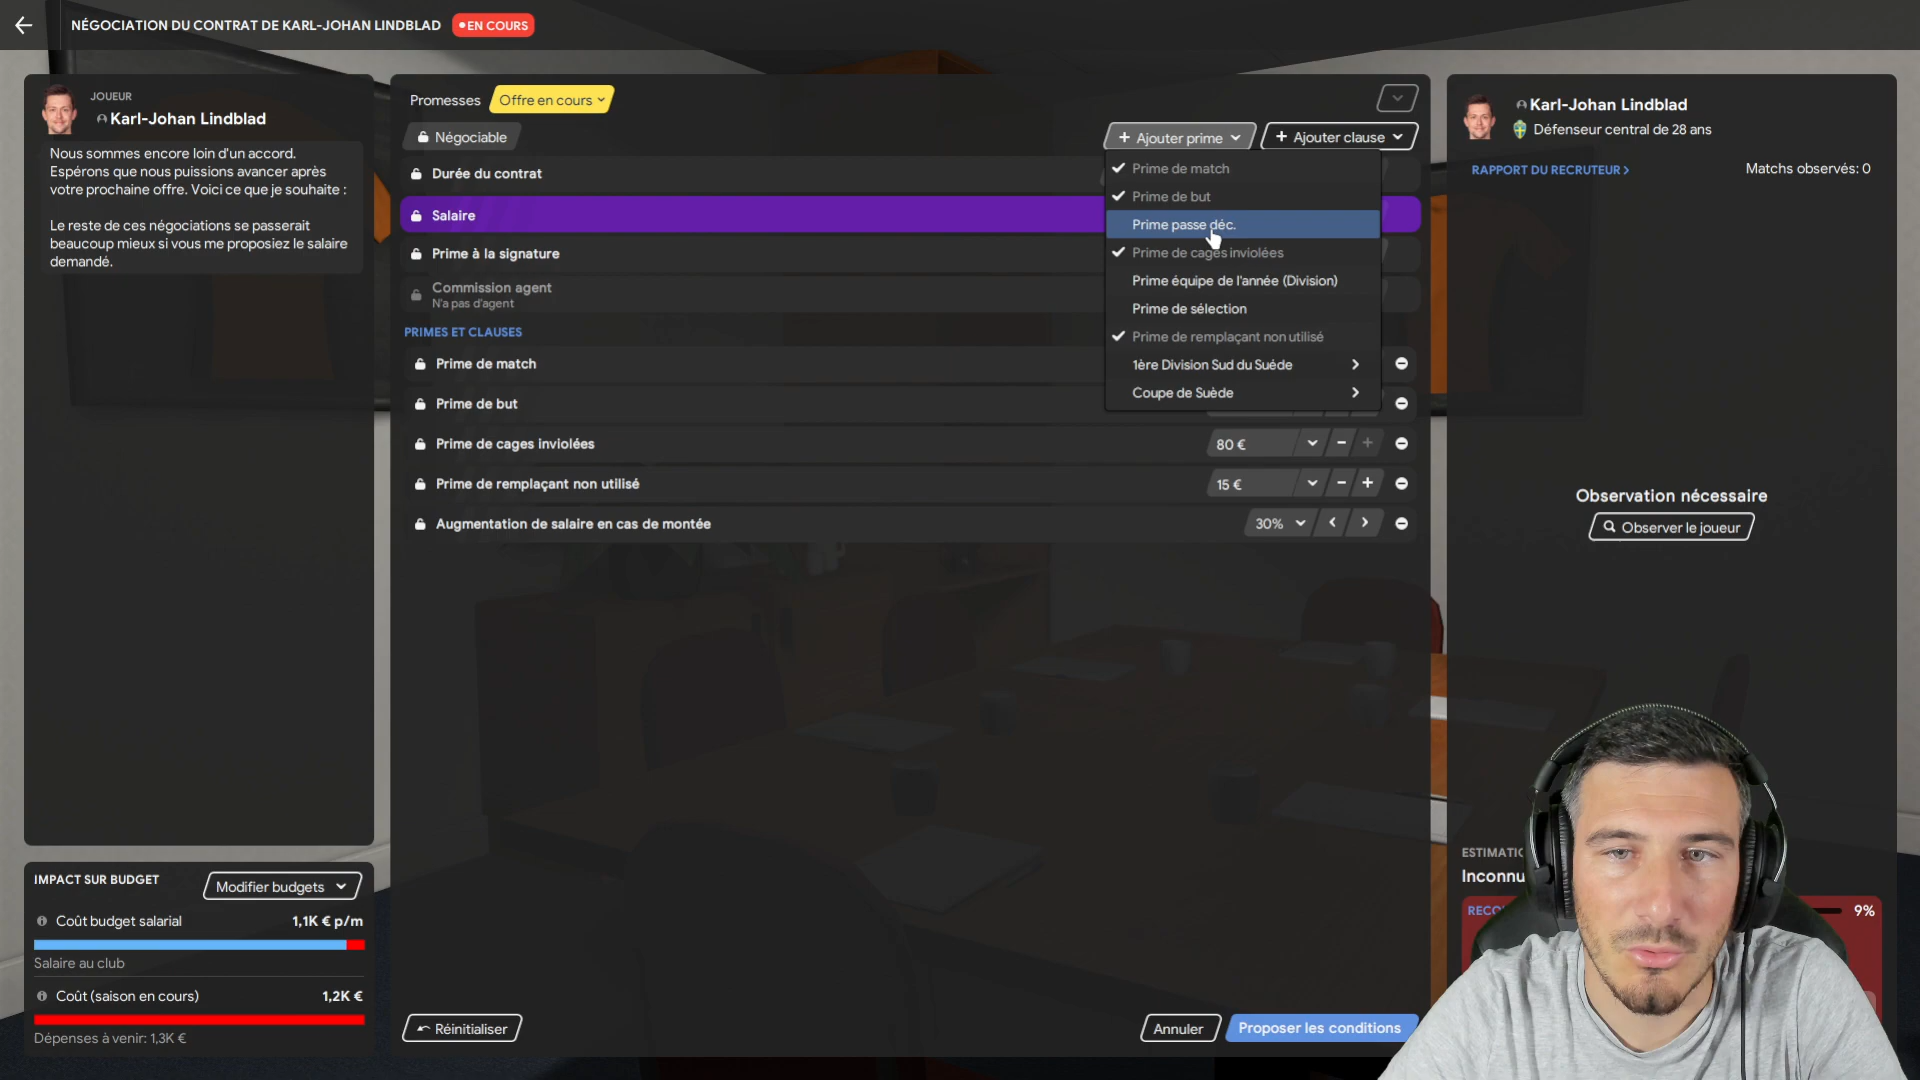 NÉGOCIATION DU CONTRAT DE KARL-JOHAN LINDBLAD
EN COURS
JOUEUR
Karl-Johan Lindblad
Nous sommes encore loin d'un accord.
Espérons que nous puissions avancer après
votre prochaine offre. Voici ce que je souhaite :
Le reste de ces négociations se passerait
beaucoup mieux si vous me proposiez le salaire
demandé.
IMPACT SUR BUDGET
Modifier budgets
Coût budget salarial
1,1K € p/m
Salaire au club
Coût (saison en cours)
1,2K €
Dépenses à venir: 1,3K €
Promesses
Offre en cours
Négociable
+ Ajouter prime
+ Ajouter clause
Durée du contrat
Salaire
Prime à la signature
Commission agent
N'a pas d'agent
PRIMES ET CLAUSES
Prime de match
Prime de but
Prime de cages inviolées
80 €
Prime de remplaçant non utilisé
15 €
Augmentation de salaire en cas de montée
30%
Prime de match
Prime de but
Prime passe déc.
Prime de cages inviolées
Prime équipe de l'année (Division)
Prime de sélection
Prime de remplaçant non utilisé
1ère Division Sud du Suéde
Coupe de Suède
Réinitialiser
Annuler
Proposer les conditions
Karl-Johan Lindblad
Défenseur central de 28 ans
RAPPORT DU RECRUTEUR >
Matchs observés: 0
Observation nécessaire
Observer le joueur
9%